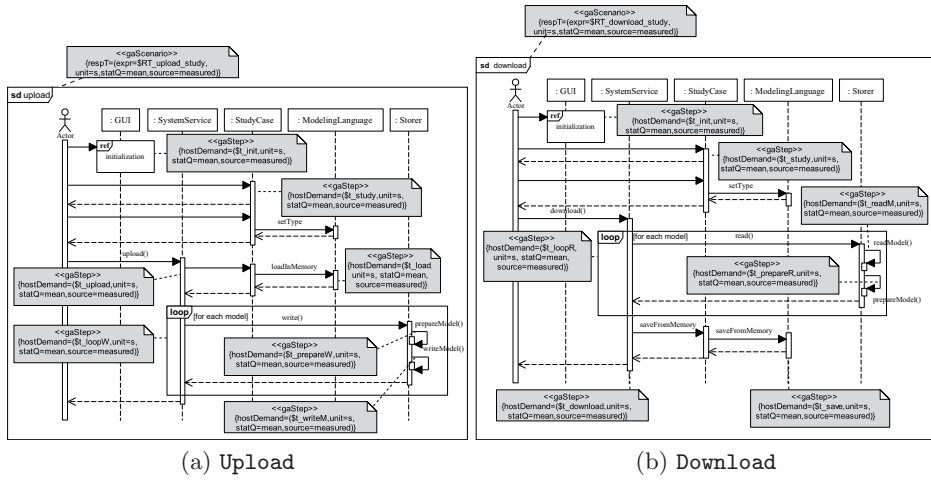 <<gaScenario>>
{respT=(expr=$RT_upload_study,
unit=s,statQ=mean,source=measured)}
sd upload
Actor
: GUI
: SystemService
: StudyCase
: ModelingLanguage
: Storer
ref
initialization
<<gaStep>>
{hostDemand=($t_init,unit=s,
statQ=mean,source=measured)}
<<gaStep>>
{hostDemand=($t_study,unit=s,
statQ=mean,source=measured)}
setType
upload()
<<gaStep>>
{hostDemand=($t_upload,unit=s,
statQ=mean,source=measured)}
loadInMemory
<<gaStep>>
{hostDemand=($t_load,
unit=s, statQ=mean,
source=measured)}
loop
[for each model]
write()
prepareModel()
<<gaStep>>
{hostDemand=($t_loopW,unit=s,
statQ=mean,source=measured)}
<<gaStep>>
{hostDemand=($t_prepareW,unit=s,
statQ=mean,source=measured)}
writeModel()
<<gaStep>>
{hostDemand=($t_writeM,unit=s,
statQ=mean,source=measured)}
(a) Upload
<<gaScenario>>
{respT=(expr=$RT_download_study,
unit=s,statQ=mean,source=measured)}
sd download
Actor
: GUI
: SystemService
: StudyCase
: ModelingLanguage
: Storer
ref
initialization
<<gaStep>>
{hostDemand=($t_init,unit=s,
statQ=mean,source=measured)}
<<gaStep>>
{hostDemand=($t_study,unit=s,
statQ=mean,source=measured)}
setType
<<gaStep>>
{hostDemand=($t_readM,unit=s,
statQ=mean,source=measured)}
download()
<<gaStep>>
{hostDemand=($t_loopR,
unit=s, statQ=mean,
source=measured)}
loop
[for each model]
read()
readModel()
<<gaStep>>
{hostDemand=($t_prepareR,unit=s,
statQ=mean,source=measured)}
prepareModel()
saveFromMemory
saveFromMemory
<<gaStep>>
{hostDemand=($t_download,unit=s,
statQ=mean,source=measured)}
<<gaStep>>
{hostDemand=($t_save,unit=s,
statQ=mean,source=measured)}
(b) Download